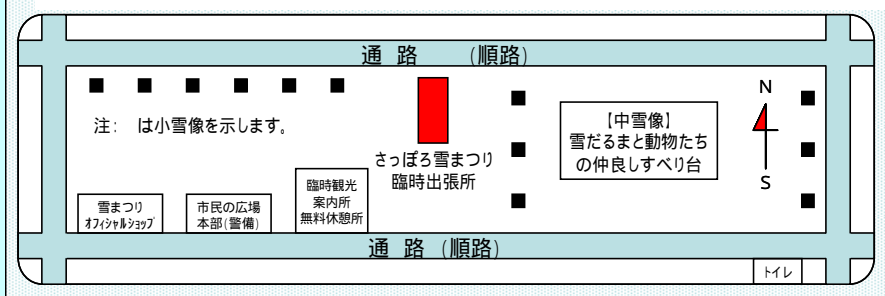 通 路 (順路)
N
注: は小雪像を示します。
【中雪像】
雪だるまと動物たち
の仲良しすべり台
さっぽろ雪まつり
臨時出張所
S
臨時観光
案内所
無料休憩所
雪まつり
オフィシャルショップ
市民の広場
本部(警備)
通 路 (順路)
トイレ